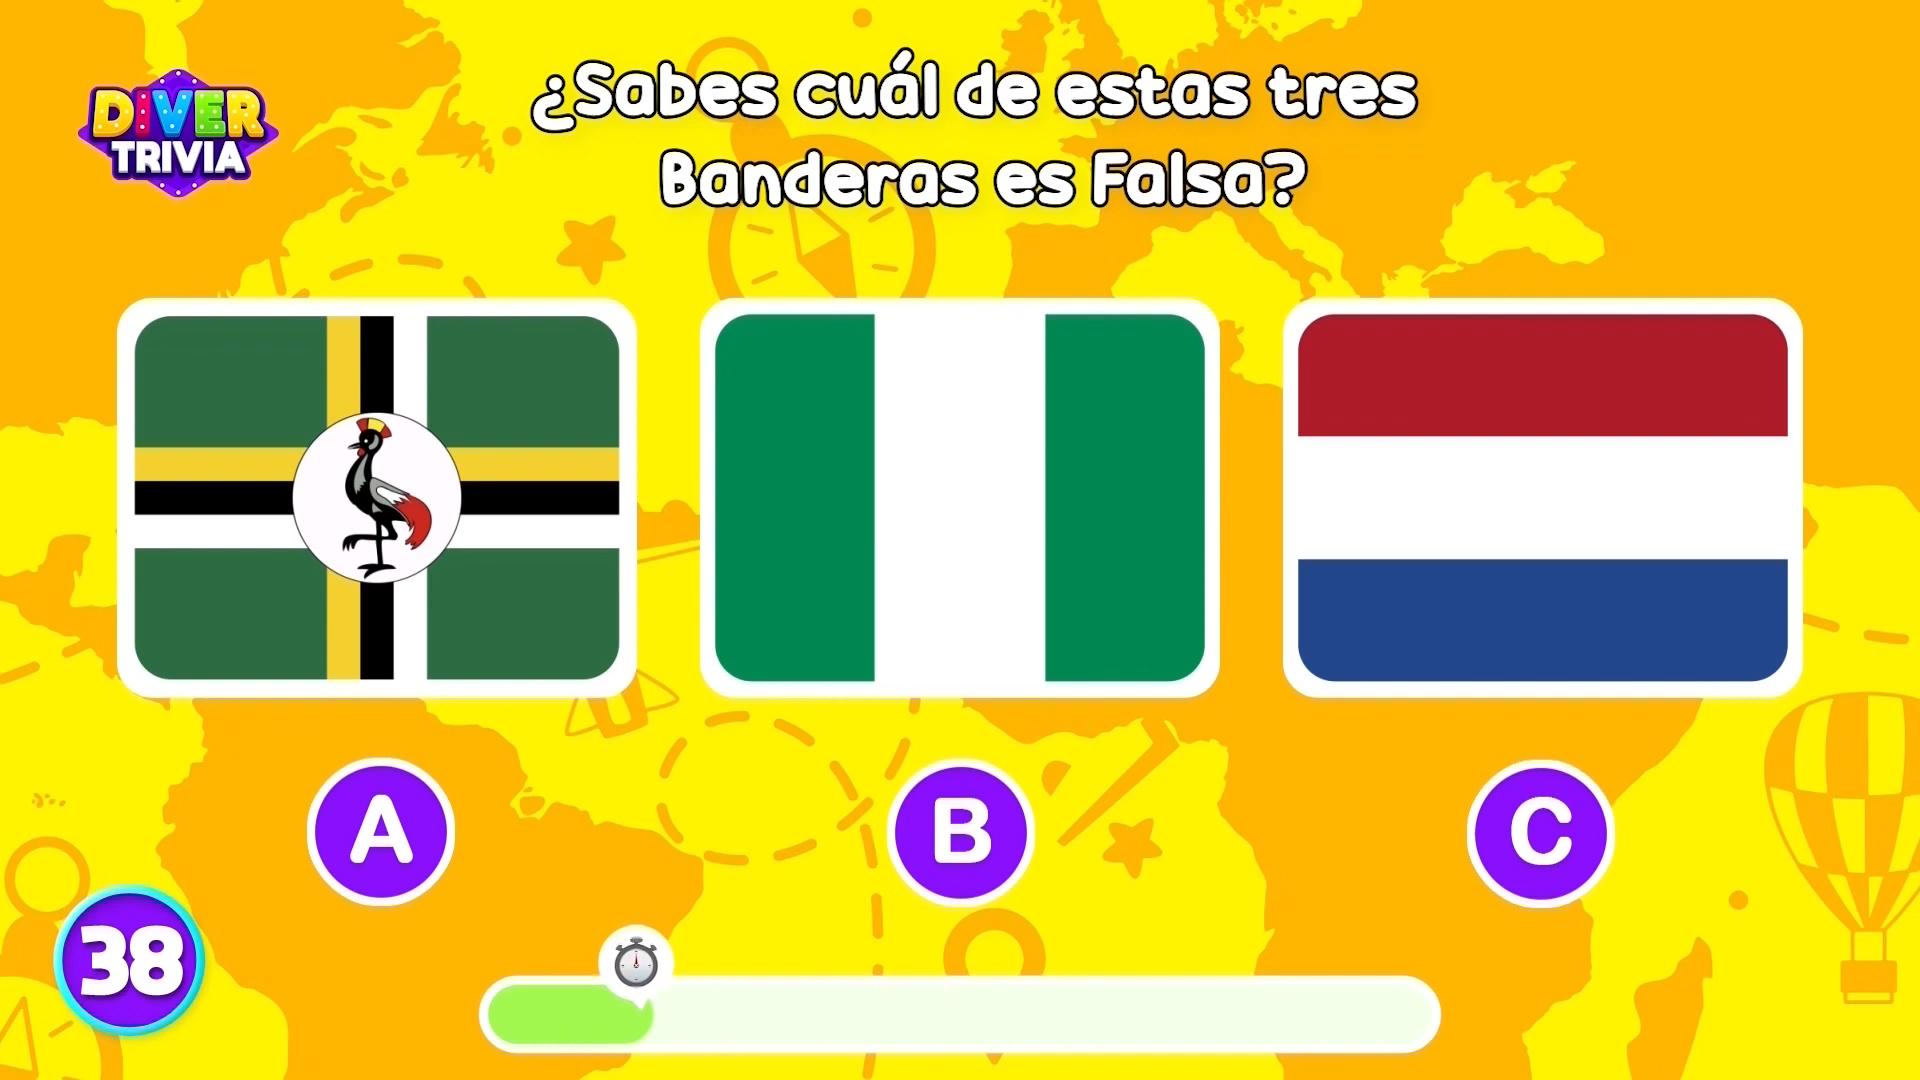 DIVER
TRIVIA
¿Sabes cuál de estas tres
Banderas es Falsa?
A
B
C
38